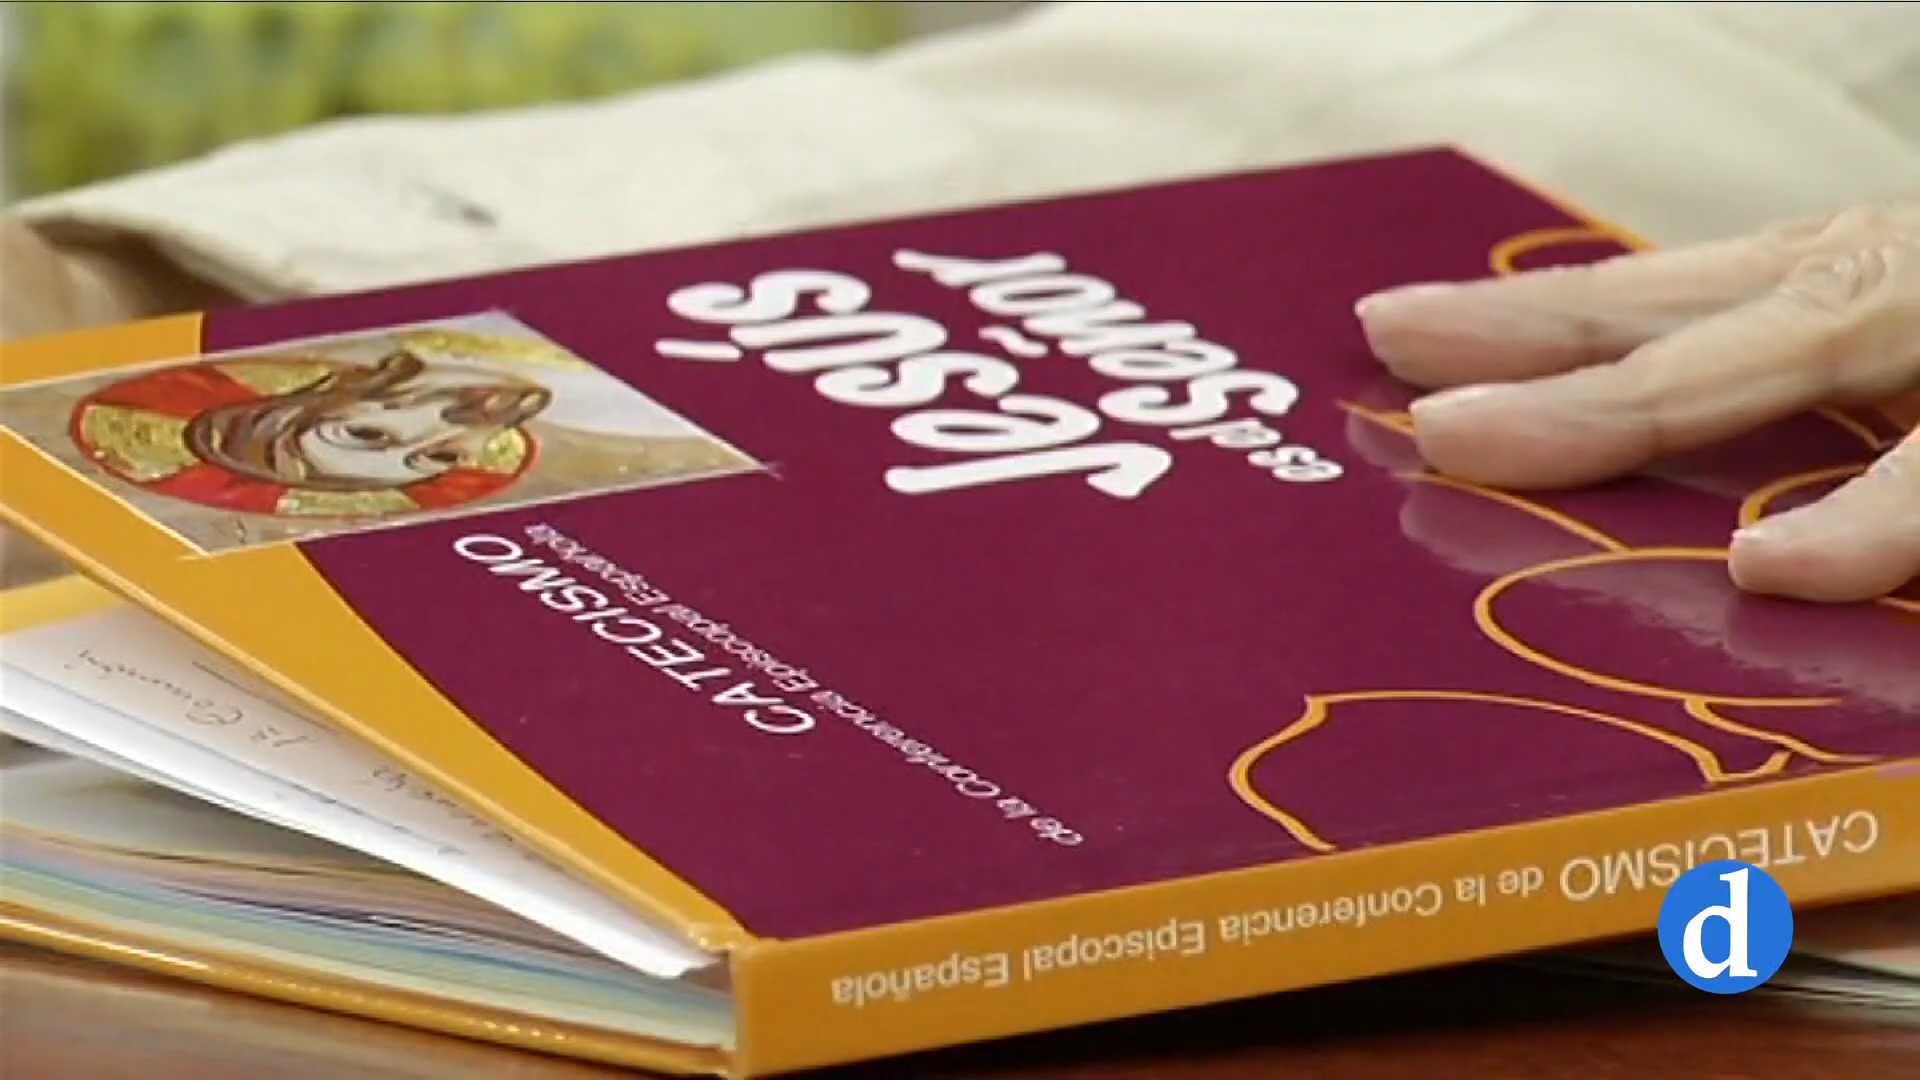 Jesús
es el Señor
CATECISMO
de la Conferencia Episcopal Española
CATECISMO de la Conferencia Episcopal Española
d